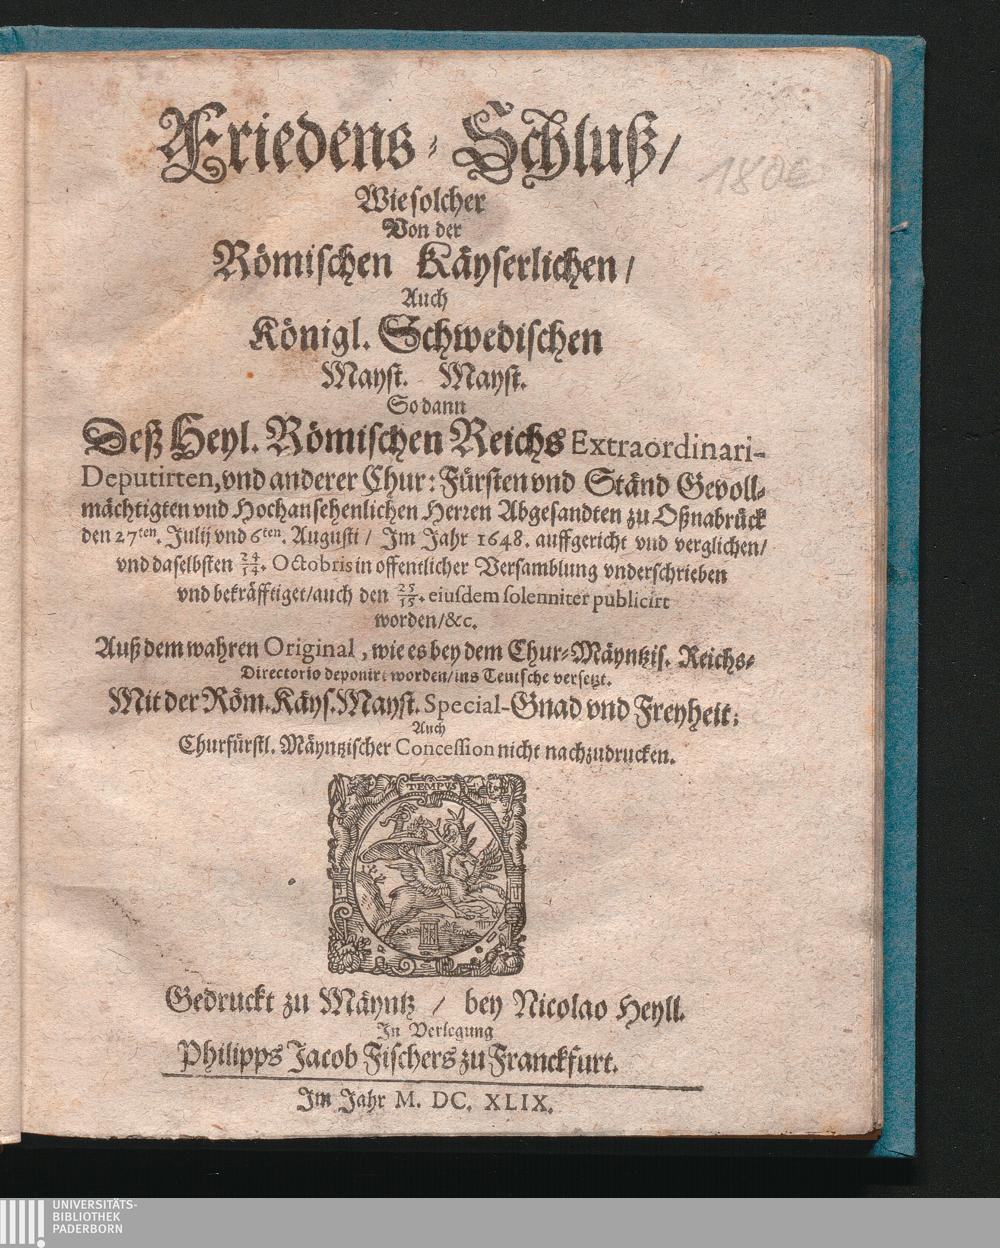 Friedens-Schluß/
180€
Wie solcher
Von der
Römischen Käyserlichen/
Auch
Königl. Schwedischen
Mayst. Mayst.
So dann
Deß Heyl. Römischen Reichs Extraordinari-
Deputirten, vnd anderer Chur: Fürsten vnd Ständ Gevoll-
mächtigten vnd Hochansehenlichen Herren Abgesandten zu Oßnabrück
den 27ten. Julij vnd 6ten. Augusti / Im Jahr 1648. auffgericht vnd verglichen/
vnd daselbsten 24/14. Octobris in offentlicher Versamblung vnderschrieben
vnd bekräfftiget/auch den 25/15. eiusdem solenniter publicirt
worden/&c.
Auß dem wahren Original, wie es bey dem Chur-Mäyntzis. Reichs-
Directorio deponirt worden/ins Teutsche versetzt.
Mit der Röm. Käys. Mayst. Special-Gnad vnd Freyheit;
Auch
Churfürstl. Mäyntzischer Concession nicht nachzudrucken.
TEMPVS
Gedruckt zu Mäyntz / bey Nicolao Heyll.
In Verlegung
Philipps Jacob Fischers zu Franckfurt.
Im Jahr M. DC. XLIX.
UNIVERSITÄTS-
BIBLIOTHEK
PADERBORN